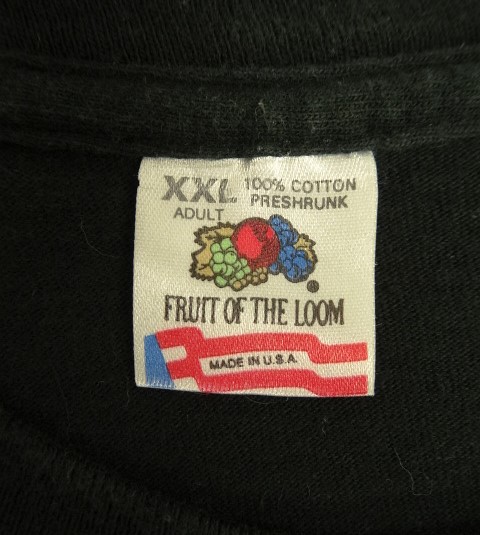 XXL 100% COTTON
ADULT PRESHRUNK
®
FRUIT OF THE LOOM
MADE IN U.S.A.